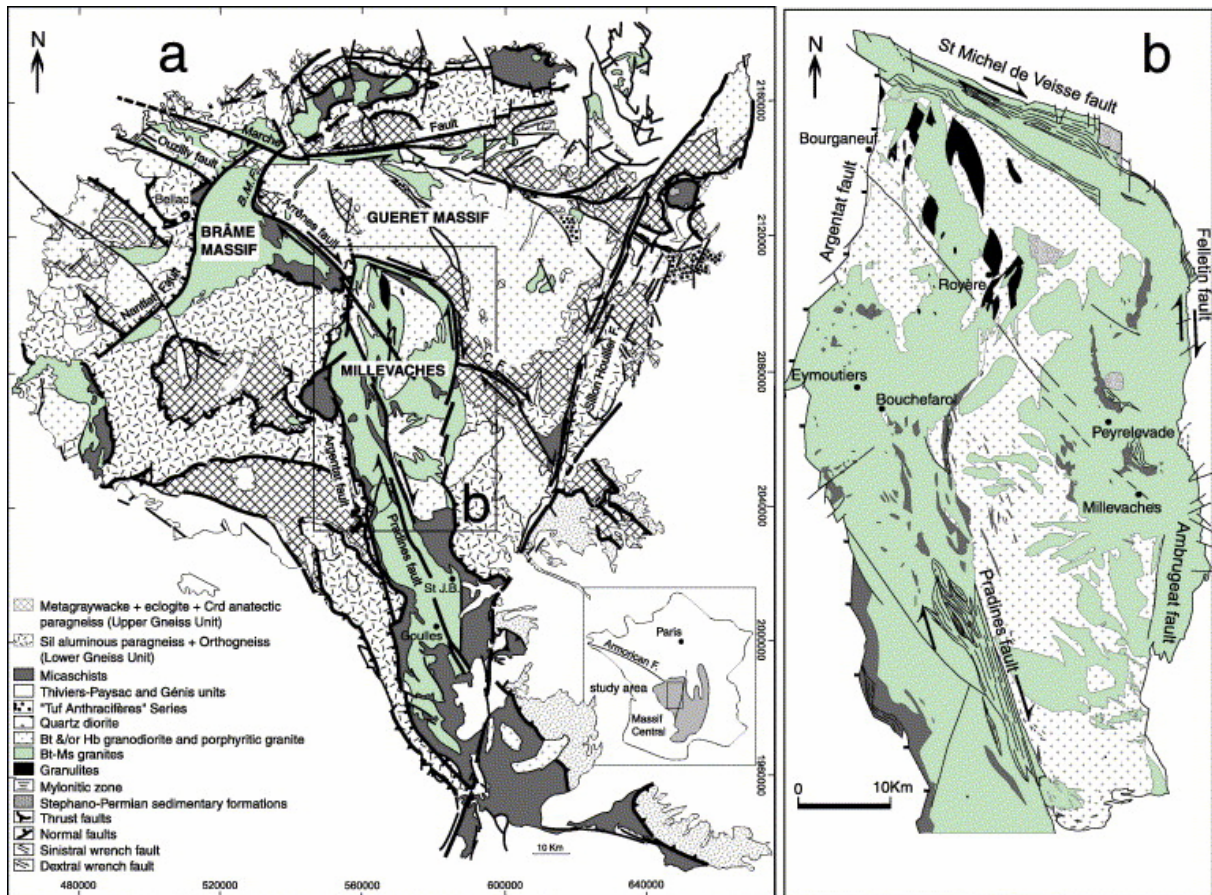 a
N
2160000
Marche
Fault
Ouzilly fault
B.M.F.
Bellac
Arrènes fault
GUERET MASSIF
BRÂME
MASSIF
2120000
Nantiat Fault
Sillon Houiller F.
MILLEVACHES
2080000
Argentat fault
b
2040000
Pradines fault
St J.B.
Goulles
2000000
1960000
Paris
Armorican F.
study area
Massif
Central
Metagraywacke + eclogite + Crd anatectic
paragneiss (Upper Gneiss Unit)
Sil aluminous paragneiss + Orthogneiss
(Lower Gneiss Unit)
Micaschists
Thiviers-Paysac and Génis units
"Tuf Anthracifères" Series
Quartz diorite
Bt &/or Hb granodiorite and porphyritic granite
Bt-Ms granites
Granulites
Mylonitic zone
Stephano-Permian sedimentary formations
Thrust faults
Normal faults
Sinistral wrench fault
Dextral wrench fault
10 Km
480000
520000
560000
600000
640000
b
N
St Michel de Veisse fault
Bourganeuf
Argentat fault
Felletin fault
Royère
Eymoutiers
Bouchefarol
Peyrelevade
Millevaches
Ambrugeat fault
Pradines fault
0
10Km